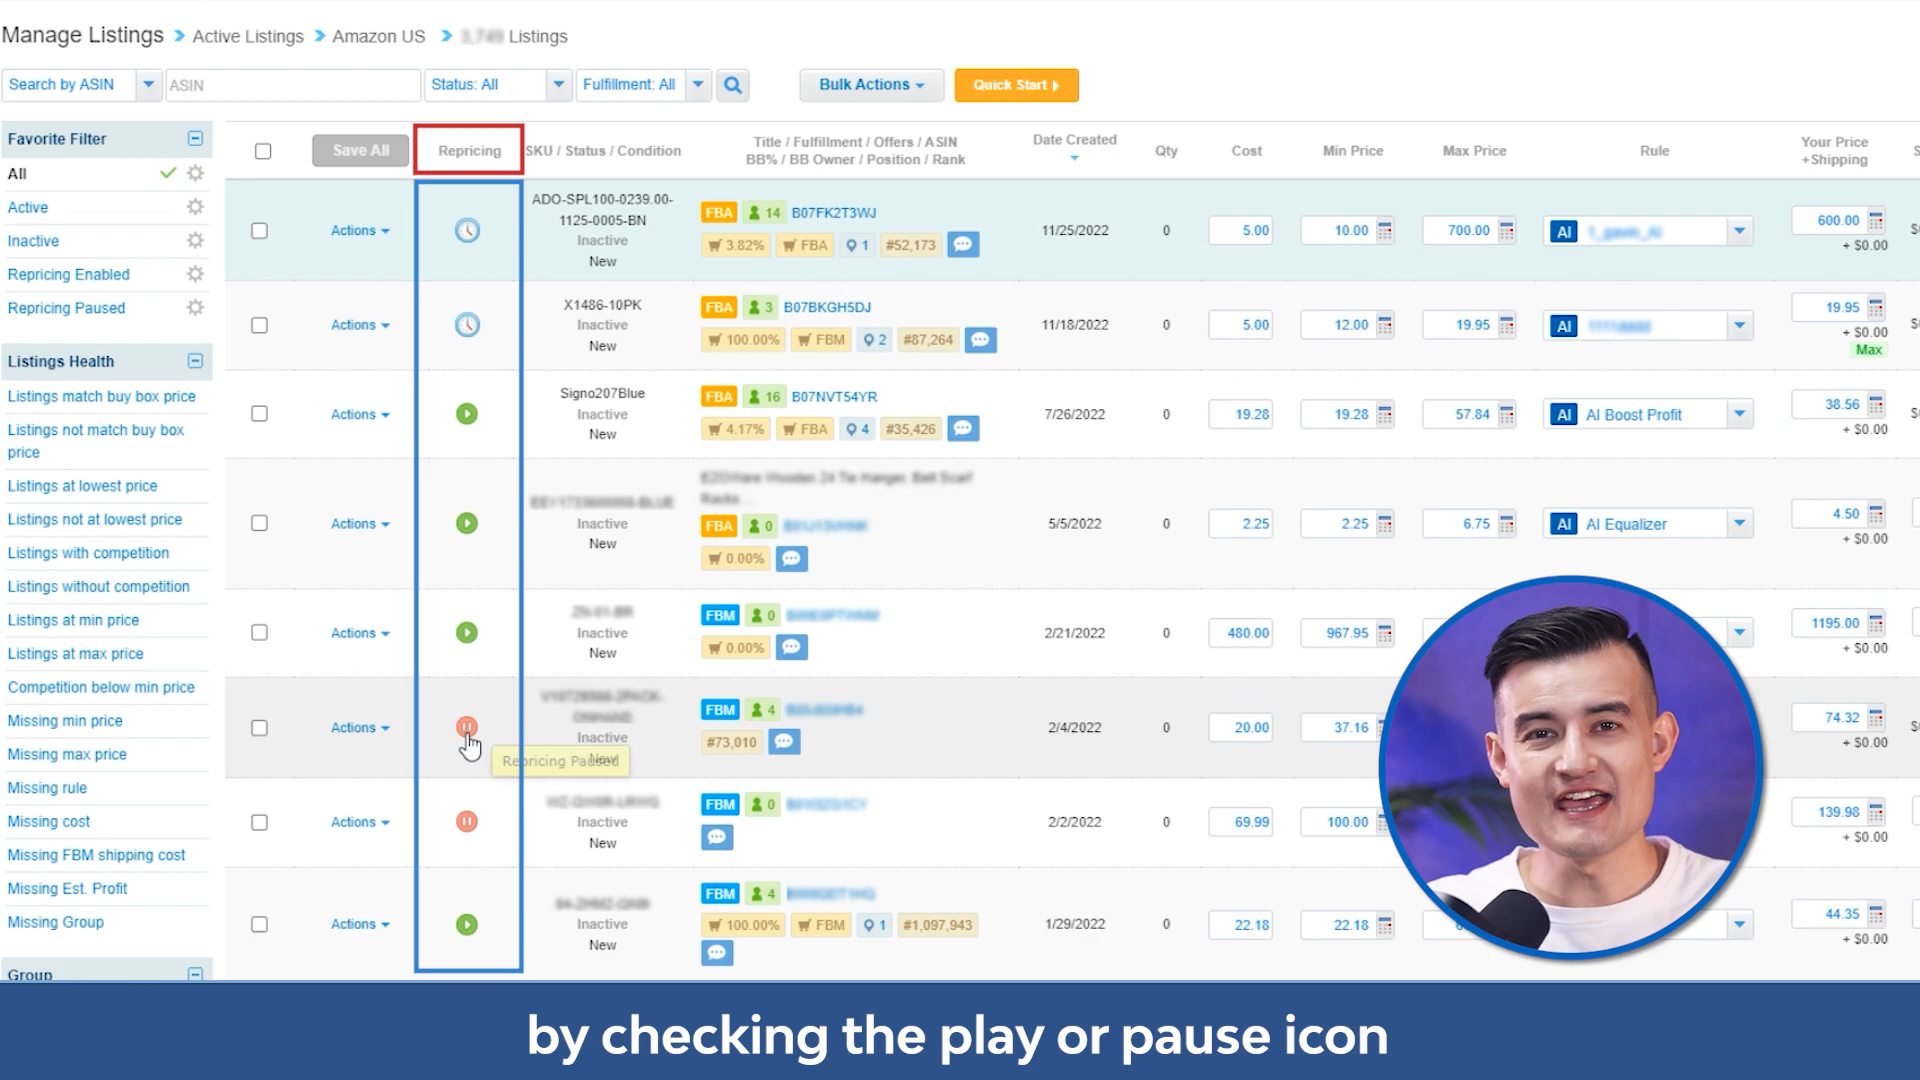 Manage Listings > Active Listings > Amazon US > Listings
Search by ASIN ASIN Status: All Fulfillment: All Bulk Actions Quick Start
Favorite Filter
All
Active
Inactive
Repricing Enabled
Repricing Paused
Listings Health
Listings match buy box price
Listings not match buy box
price
Listings at lowest price
Listings not at lowest price
Listings with competition
Listings without competition
Listings at min price
Listings at max price
Competition below min price
Missing min price
Missing max price
Missing rule
Missing cost
Missing FBM shipping cost
Missing Est. Profit
Missing Group
Group
Save All
Repricing
SKU / Status / Condition
Title / Fulfillment / Offers / ASIN
BB% / BB Owner / Position / Rank
Date Created
Qty
Cost
Min Price
Max Price
Rule
Your Price
+Shipping
Actions
ADO-SPL100-0239.00-
1125-0005-BN
Inactive
New
FBA 14 B07FK2T3WJ
3.82% FBA 1 #52,173
11/25/2022 0 5.00 10.00 700.00 AI 600.00
+ $0.00
Actions
X1486-10PK
Inactive
New
FBA 3 B07BKGH5DJ
100.00% FBM 2 #87,264
11/18/2022 0 5.00 12.00 19.95 AI 19.95
+ $0.00
Max
Actions
Signo207Blue
Inactive
New
FBA 16 B07NVT54YR
4.17% FBA 4 #35,426
7/26/2022 0 19.28 19.28 57.84 AI AI Boost Profit 38.56
+ $0.00
Actions
Inactive
New
FBA 0
0.00%
5/5/2022 0 2.25 2.25 6.75 AI AI Equalizer 4.50
+ $0.00
Actions
Inactive
New
FBM 0
0.00%
2/21/2022 0 480.00 967.95 1195.00
+ $0.00
Actions
Inactive
New
Repricing Paused
FBM 4
#73,010
2/4/2022 0 20.00 37.16 74.32
+ $0.00
Actions
Inactive
New
FBM 0
2/2/2022 0 69.99 100.00 139.98
+ $0.00
Actions
Inactive
New
FBM 4
100.00% FBM 1 #1,097,943
1/29/2022 0 22.18 22.18 44.35
+ $0.00
by checking the play or pause icon